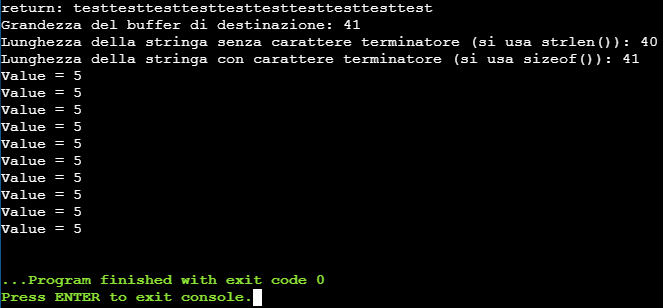 return: testtesttesttesttesttesttesttesttesttest
Grandezza del buffer di destinazione: 41
Lunghezza della stringa senza carattere terminatore (si usa strlen()): 40
Lunghezza della stringa con carattere terminatore (si usa sizeof()): 41
Value = 5
Value = 5
Value = 5
Value = 5
Value = 5
Value = 5
Value = 5
Value = 5
Value = 5
Value = 5
...Program finished with exit code 0
Press ENTER to exit console.